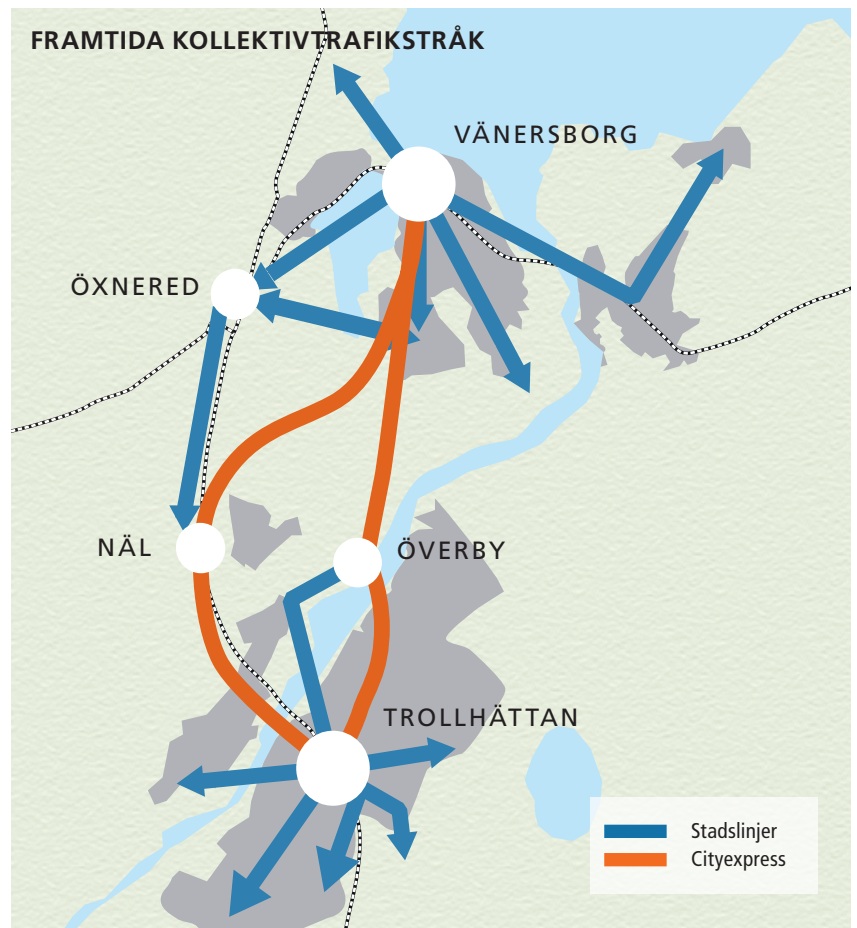 FRAMTIDA KOLLEKTIVTRAFIKSTRÅK
VÄNERSBORG
ÖXNERED
NÄL
ÖVERBY
TROLLHÄTTAN
Stadslinjer
Cityexpress